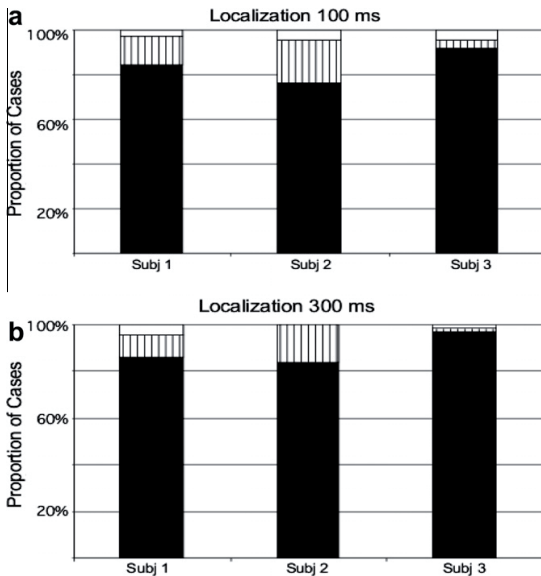 a
Localization 100 ms
Proportion of Cases
100%
60%
20%
Subj 1 Subj 2 Subj 3
b
Localization 300 ms
Proportion of Cases
100%
60%
20%
Subj 1 Subj 2 Subj 3